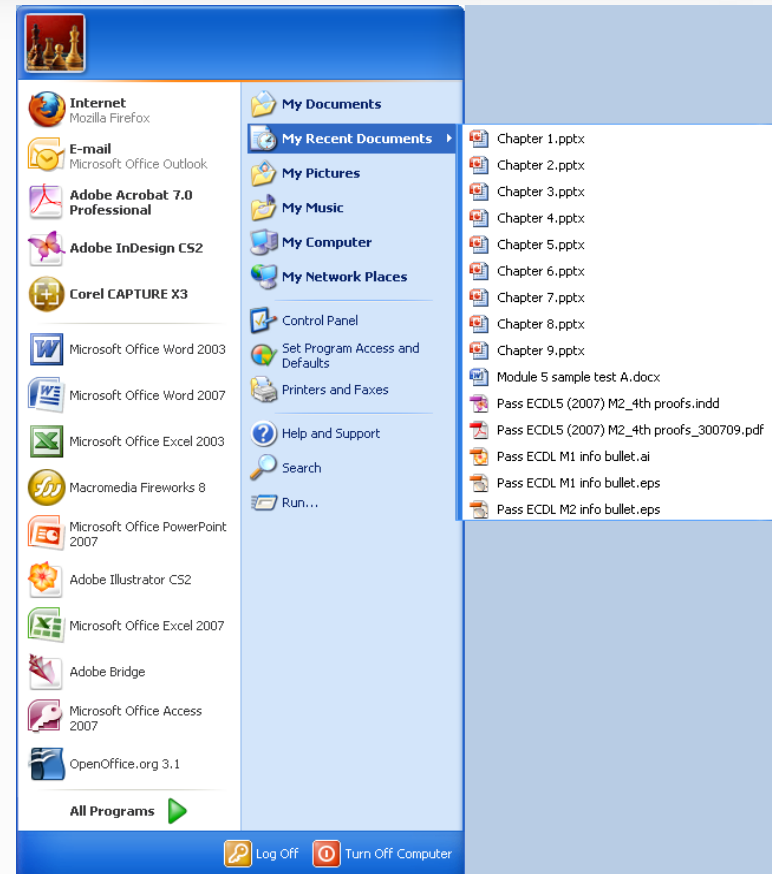 Internet
Mozilla Firefox
E-mail
Microsoft Office Outlook
Adobe Acrobat 7.0
Professional
Adobe InDesign CS2
Corel CAPTURE X3
Microsoft Office Word 2003
Microsoft Office Word 2007
Microsoft Office Excel 2003
Macromedia Fireworks 8
Microsoft Office PowerPoint
2007
Adobe Illustrator CS2
Microsoft Office Excel 2007
Adobe Bridge
Microsoft Office Access
2007
OpenOffice.org 3.1
All Programs
My Documents
My Recent Documents
My Pictures
My Music
My Computer
My Network Places
Control Panel
Set Program Access and
Defaults
Printers and Faxes
Help and Support
Search
Run...
Chapter 1.pptx
Chapter 2.pptx
Chapter 3.pptx
Chapter 4.pptx
Chapter 5.pptx
Chapter 6.pptx
Chapter 7.pptx
Chapter 8.pptx
Chapter 9.pptx
Module 5 sample test A.docx
Pass ECDL5 (2007) M2_4th proofs.indd
Pass ECDL5 (2007) M2_4th proofs_300709.pdf
Pass ECDL M1 info bullet.ai
Pass ECDL M1 info bullet.eps
Pass ECDL M2 info bullet.eps
Log Off
Turn Off Computer